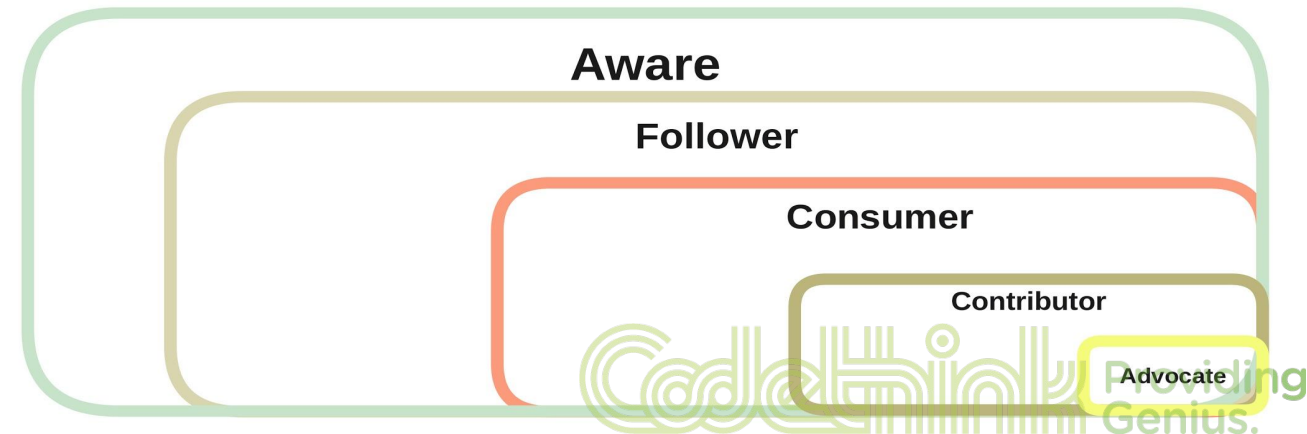 Aware
Follower
Consumer
Contributor
Advocate
Codethink
Providing
Genius.